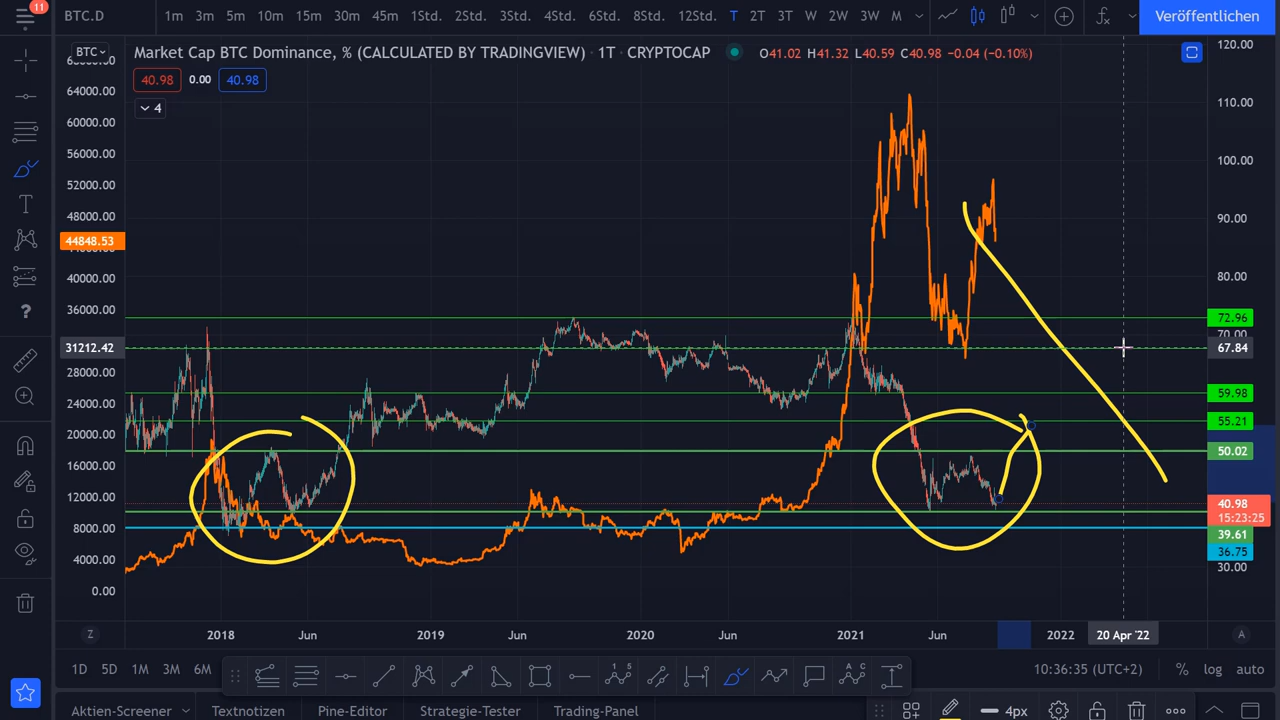 11
BTC.D
1m 3m 5m 10m 15m 30m 45m 1Std. 2Std. 3Std. 4Std. 6Std. 8Std. 12Std. T 2T 3T W 2W 3W M
Veröffentlichen
BTC
Market Cap BTC Dominance, % (CALCULATED BY TRADINGVIEW) · 1T · CRYPTOCAP
O41.02 H41.32 L40.59 C40.98 −0.04 (−0.10%)
40.98 0.00 40.98
4
64000.00
60000.00
56000.00
52000.00
48000.00
44848.53
40000.00
36000.00
31212.42
28000.00
24000.00
20000.00
16000.00
12000.00
8000.00
4000.00
0.00
120.00
110.00
100.00
90.00
80.00
72.96
70.00
67.84
59.98
55.21
50.02
40.98
15:23:25
39.61
36.75
30.00
Z 2018 Jun 2019 Jun 2020 Jun 2021 Jun 2022 20 Apr '22 A
1D 5D 1M 3M 6M
10:36:35 (UTC+2) % log auto
Aktien-Screener Textnotizen Pine-Editor Strategie-Tester Trading-Panel
4px